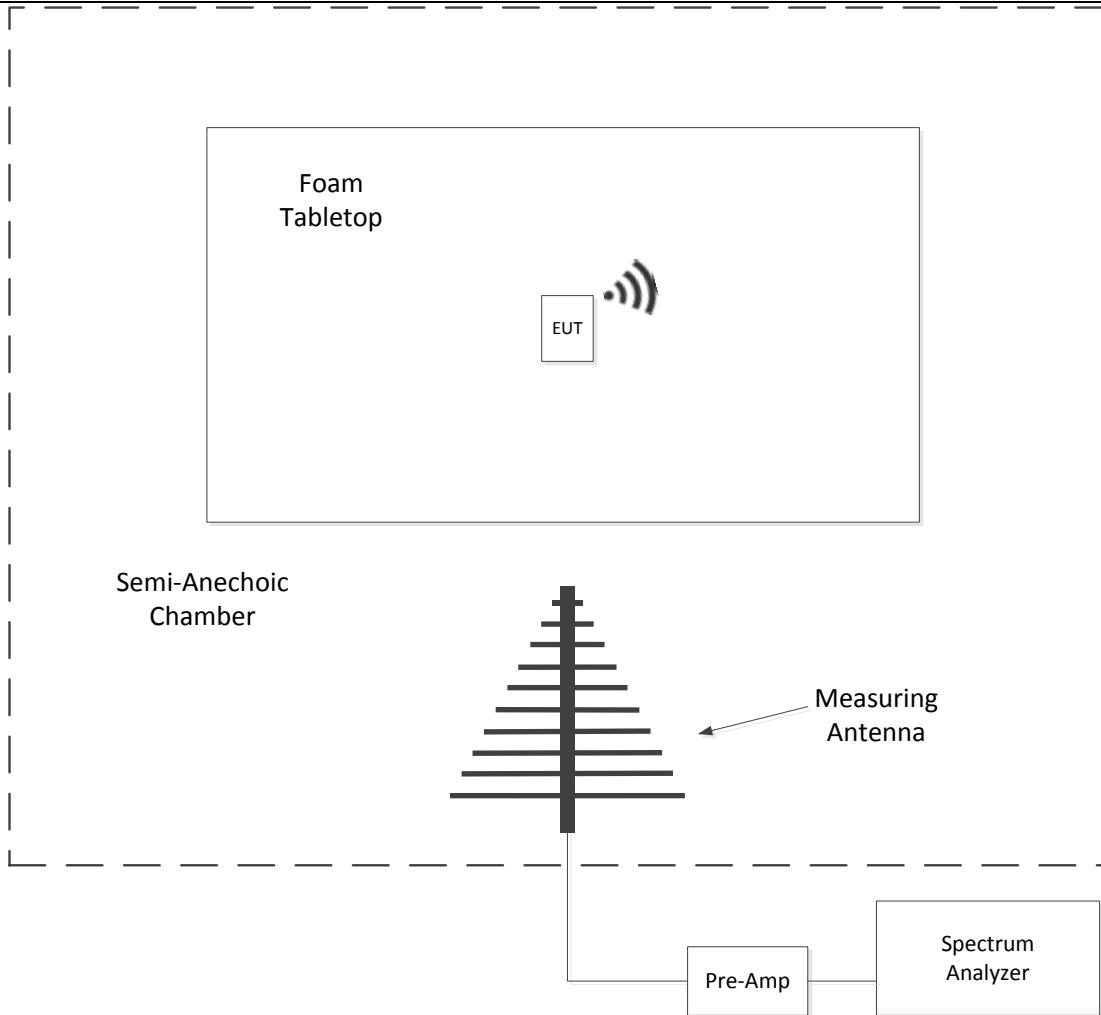 Foam
Tabletop
EUT
Semi-Anechoic
Chamber
Measuring
Antenna
Spectrum
Analyzer
Pre-Amp